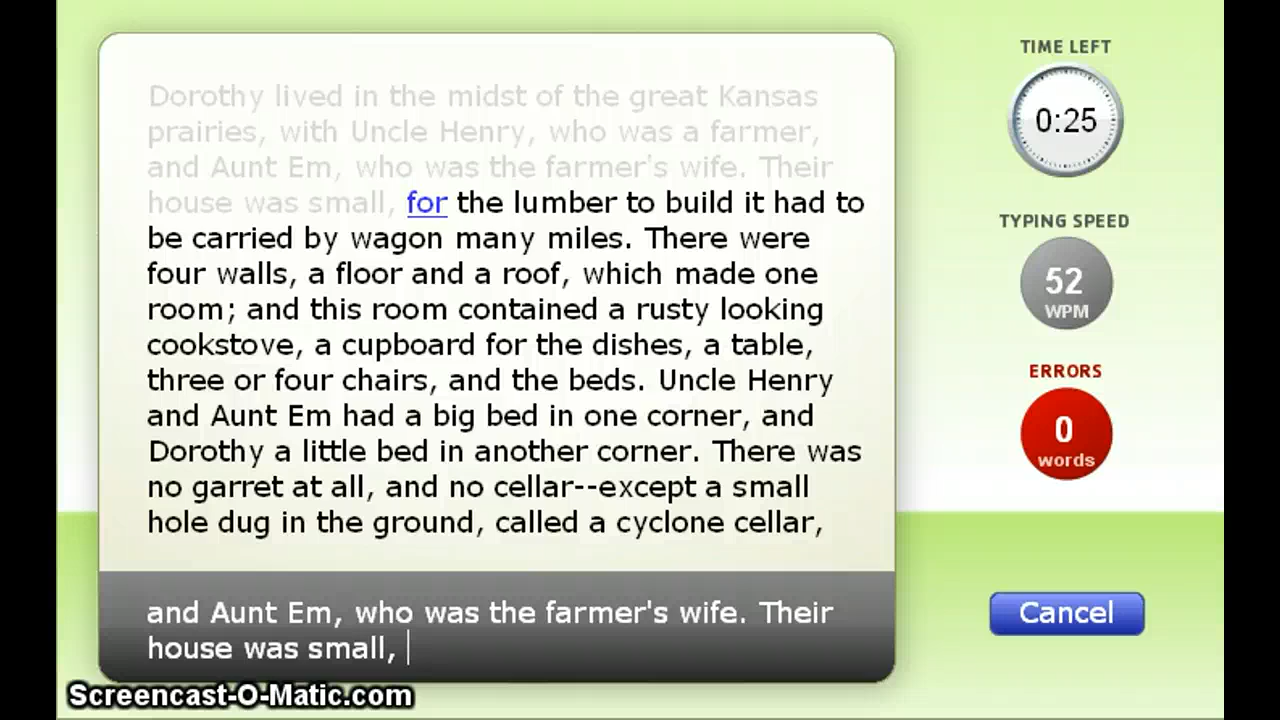 Dorothy lived in the midst of the great Kansas
prairies, with Uncle Henry, who was a farmer,
and Aunt Em, who was the farmer's wife. Their
house was small, for the lumber to build it had to
be carried by wagon many miles. There were
four walls, a floor and a roof, which made one
room; and this room contained a rusty looking
cookstove, a cupboard for the dishes, a table,
three or four chairs, and the beds. Uncle Henry
and Aunt Em had a big bed in one corner, and
Dorothy a little bed in another corner. There was
no garret at all, and no cellar--except a small
hole dug in the ground, called a cyclone cellar,
and Aunt Em, who was the farmer's wife. Their
house was small,
TIME LEFT
0:25
TYPING SPEED
52
WPM
ERRORS
0
words
Cancel
Screencast-O-Matic.com